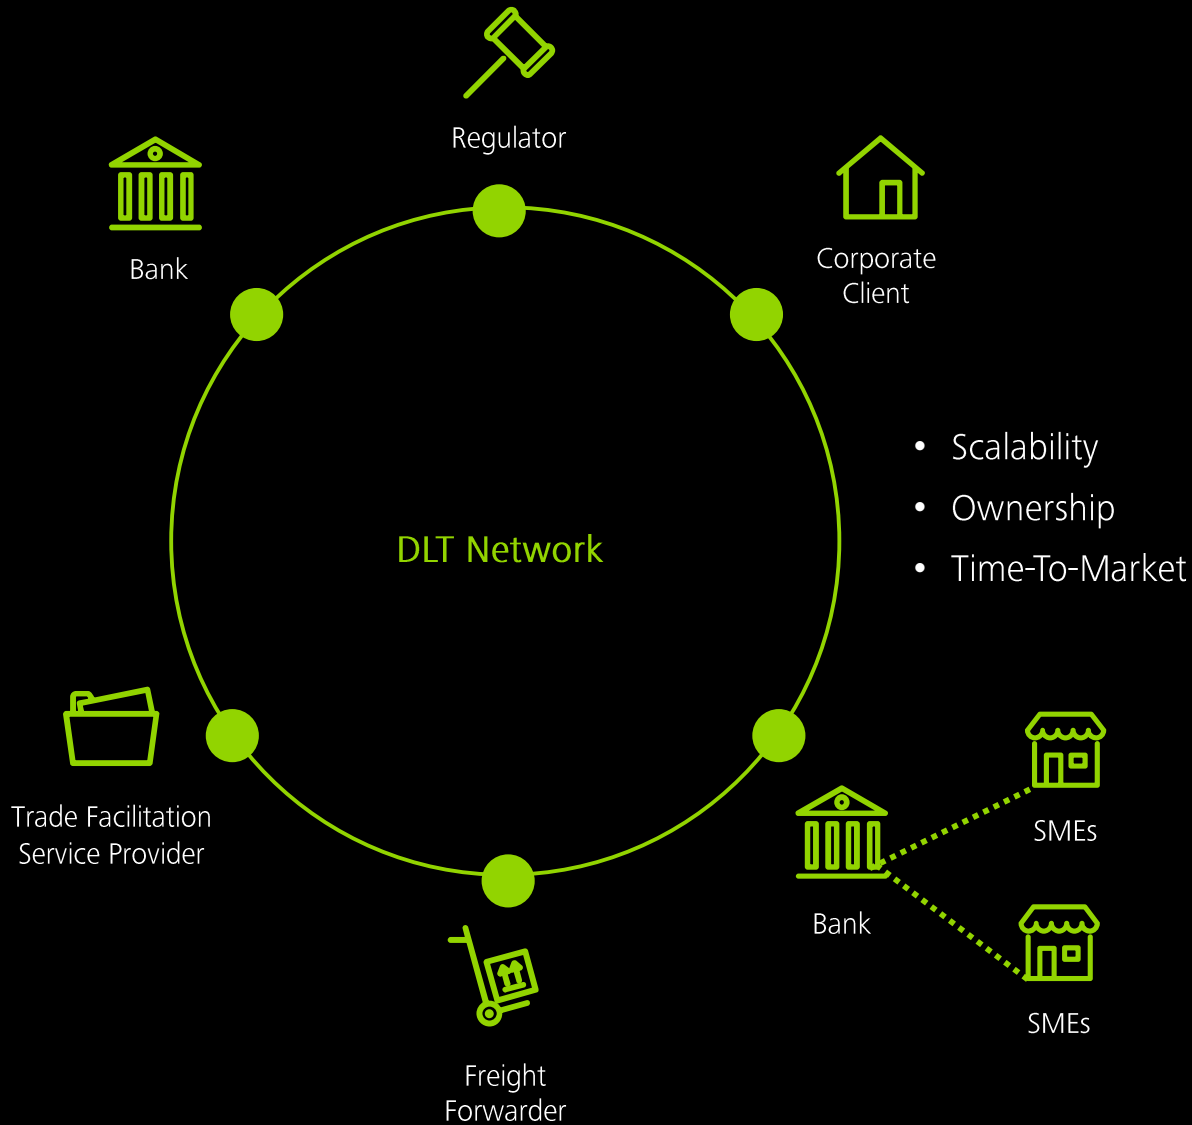 Regulator
Bank
Corporate
Client
• Scalability
• Ownership
• Time-To-Market
DLT Network
Trade Facilitation
Service Provider
SMEs
Bank
SMEs
Freight
Forwarder